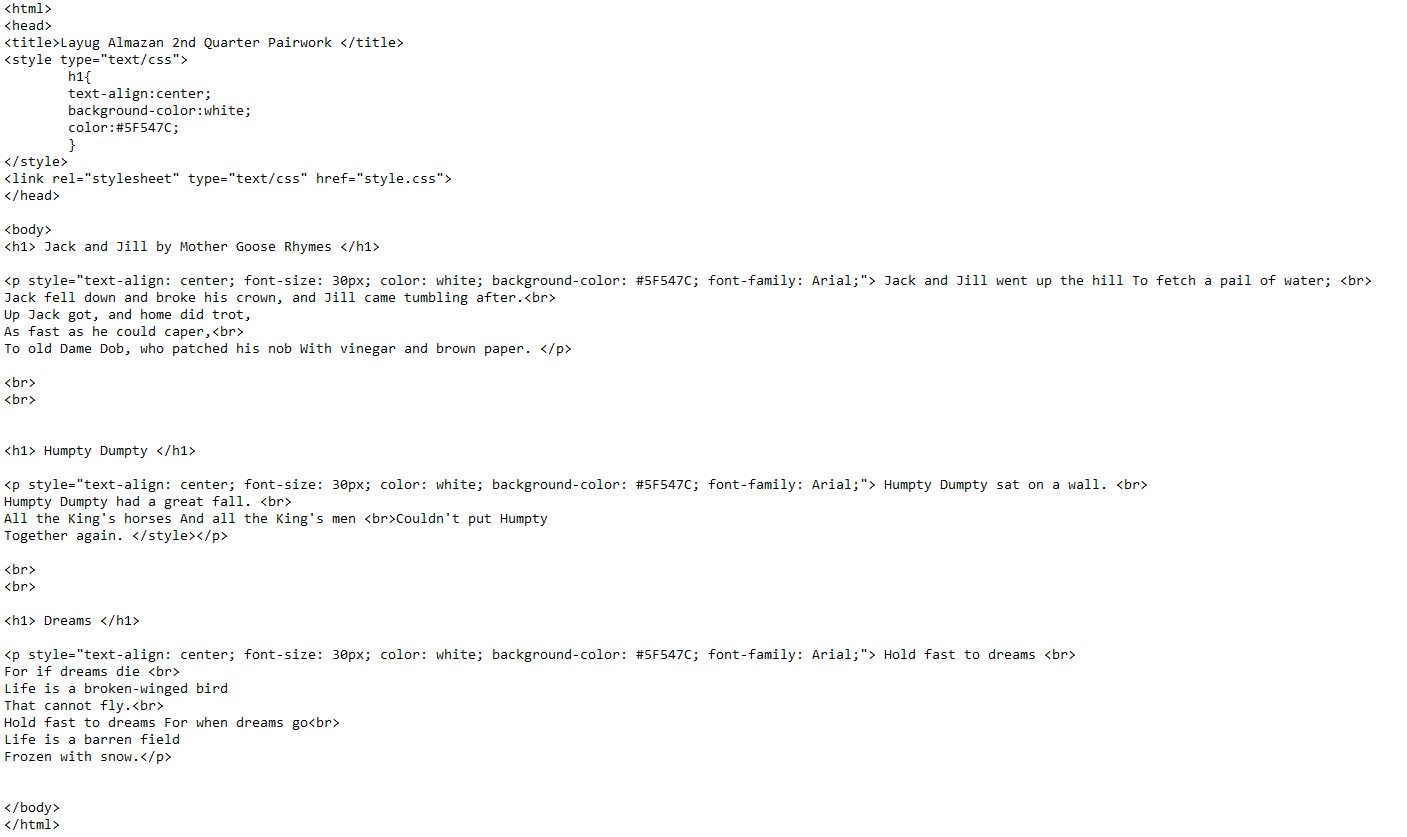 <html>
<head>
<title>Layug Almazan 2nd Quarter Pairwork </title>
<style type="text/css">
h1{
text-align:center;
background-color:white;
color:#5F547C;
}
</style>
<link rel="stylesheet" type="text/css" href="style.css">
</head>
<body>
<h1> Jack and Jill by Mother Goose Rhymes </h1>
<p style="text-align: center; font-size: 30px; color: white; background-color: #5F547C; font-family: Arial;"> Jack and Jill went up the hill To fetch a pail of water; <br>
Jack fell down and broke his crown, and Jill came tumbling after.<br>
Up Jack got, and home did trot,
As fast as he could caper,<br>
To old Dame Dob, who patched his nob With vinegar and brown paper. </p>
<br>
<br>
<h1> Humpty Dumpty </h1>
<p style="text-align: center; font-size: 30px; color: white; background-color: #5F547C; font-family: Arial;"> Humpty Dumpty sat on a wall. <br>
Humpty Dumpty had a great fall. <br>
All the King's horses And all the King's men <br>Couldn't put Humpty
Together again. </style></p>
<br>
<br>
<h1> Dreams </h1>
<p style="text-align: center; font-size: 30px; color: white; background-color: #5F547C; font-family: Arial;"> Hold fast to dreams <br>
For if dreams die <br>
Life is a broken-winged bird
That cannot fly.<br>
Hold fast to dreams For when dreams go<br>
Life is a barren field
Frozen with snow.</p>
</body>
</html>